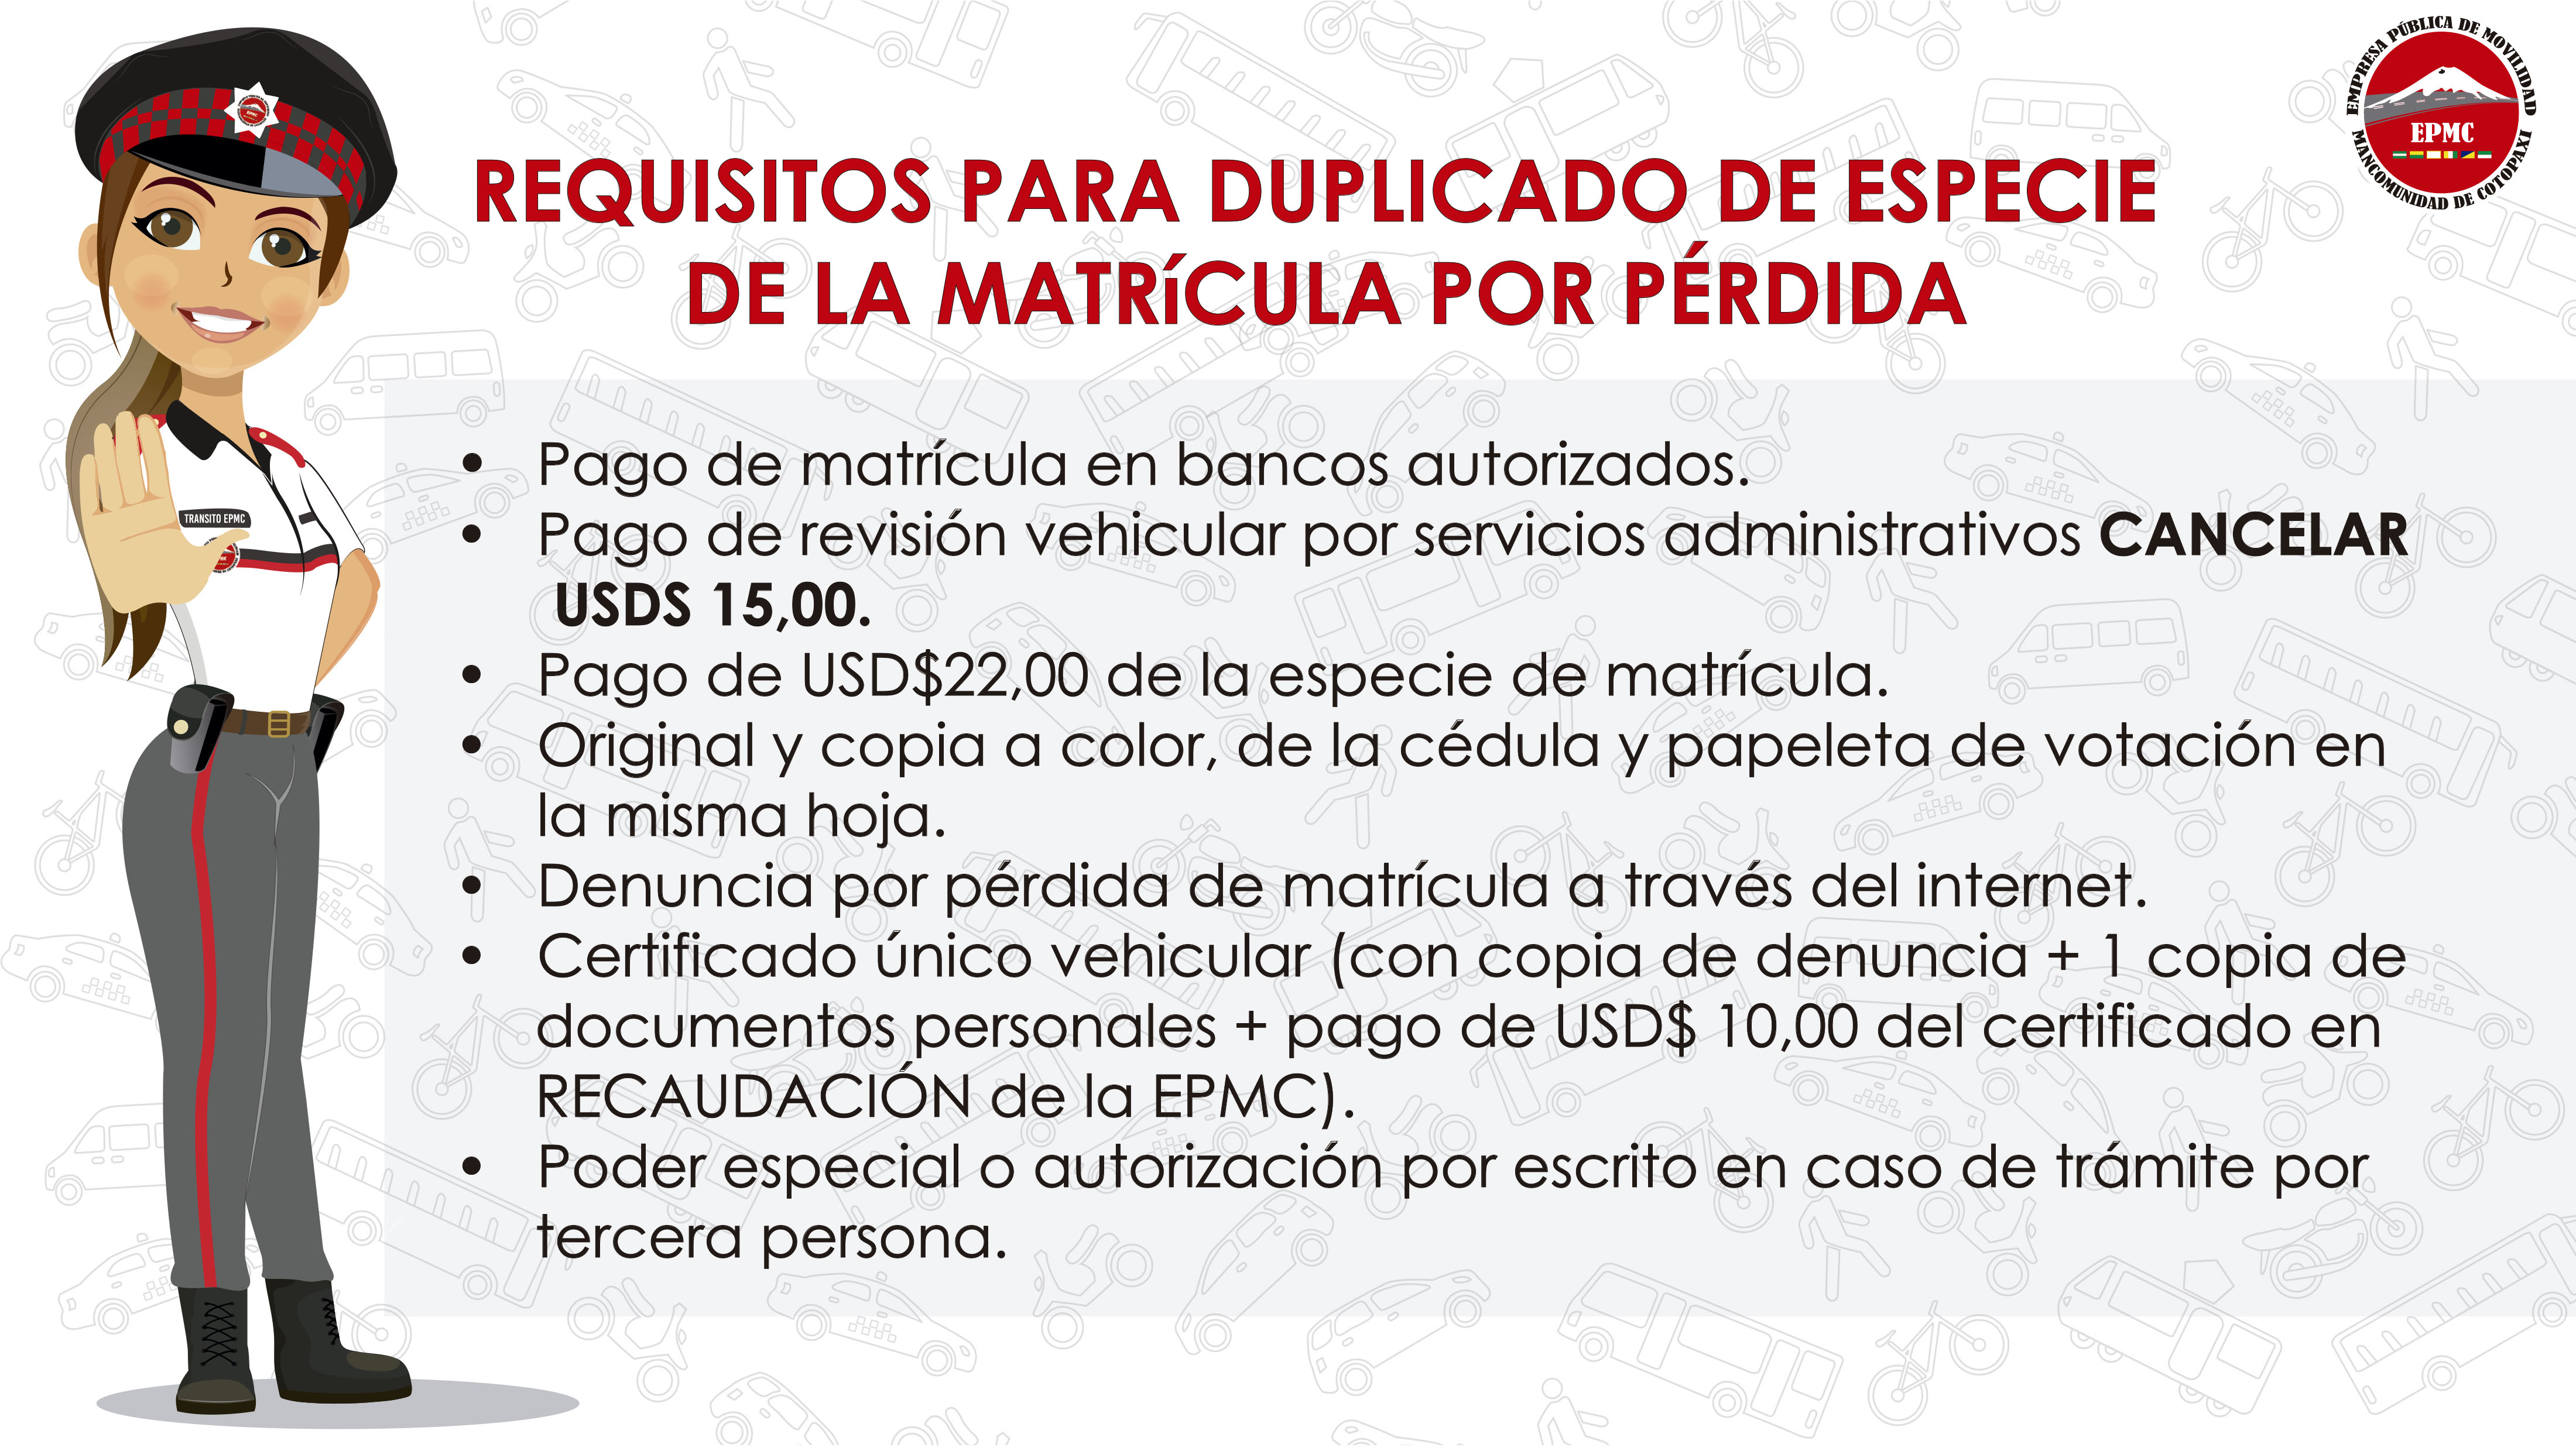 EMPRESA PÚBLICA DE MOVILIDAD
EPMC
MANCOMUNIDAD DE COTOPAXI
REQUISITOS PARA DUPLICADO DE ESPECIE
DE LA MATRíCULA POR PÉRDIDA
• Pago de matrícula en bancos autorizados.
• Pago de revisión vehicular por servicios administrativos CANCELAR
USDS 15,00.
• Pago de USD$22,00 de la especie de matrícula.
• Original y copia a color, de la cédula y papeleta de votación en
la misma hoja.
• Denuncia por pérdida de matrícula a través del internet.
• Certificado único vehicular (con copia de denuncia + 1 copia de
documentos personales + pago de USD$ 10,00 del certificado en
RECAUDACIÓN de la EPMC).
• Poder especial o autorización por escrito en caso de trámite por
tercera persona.
TRANSITO EPMC